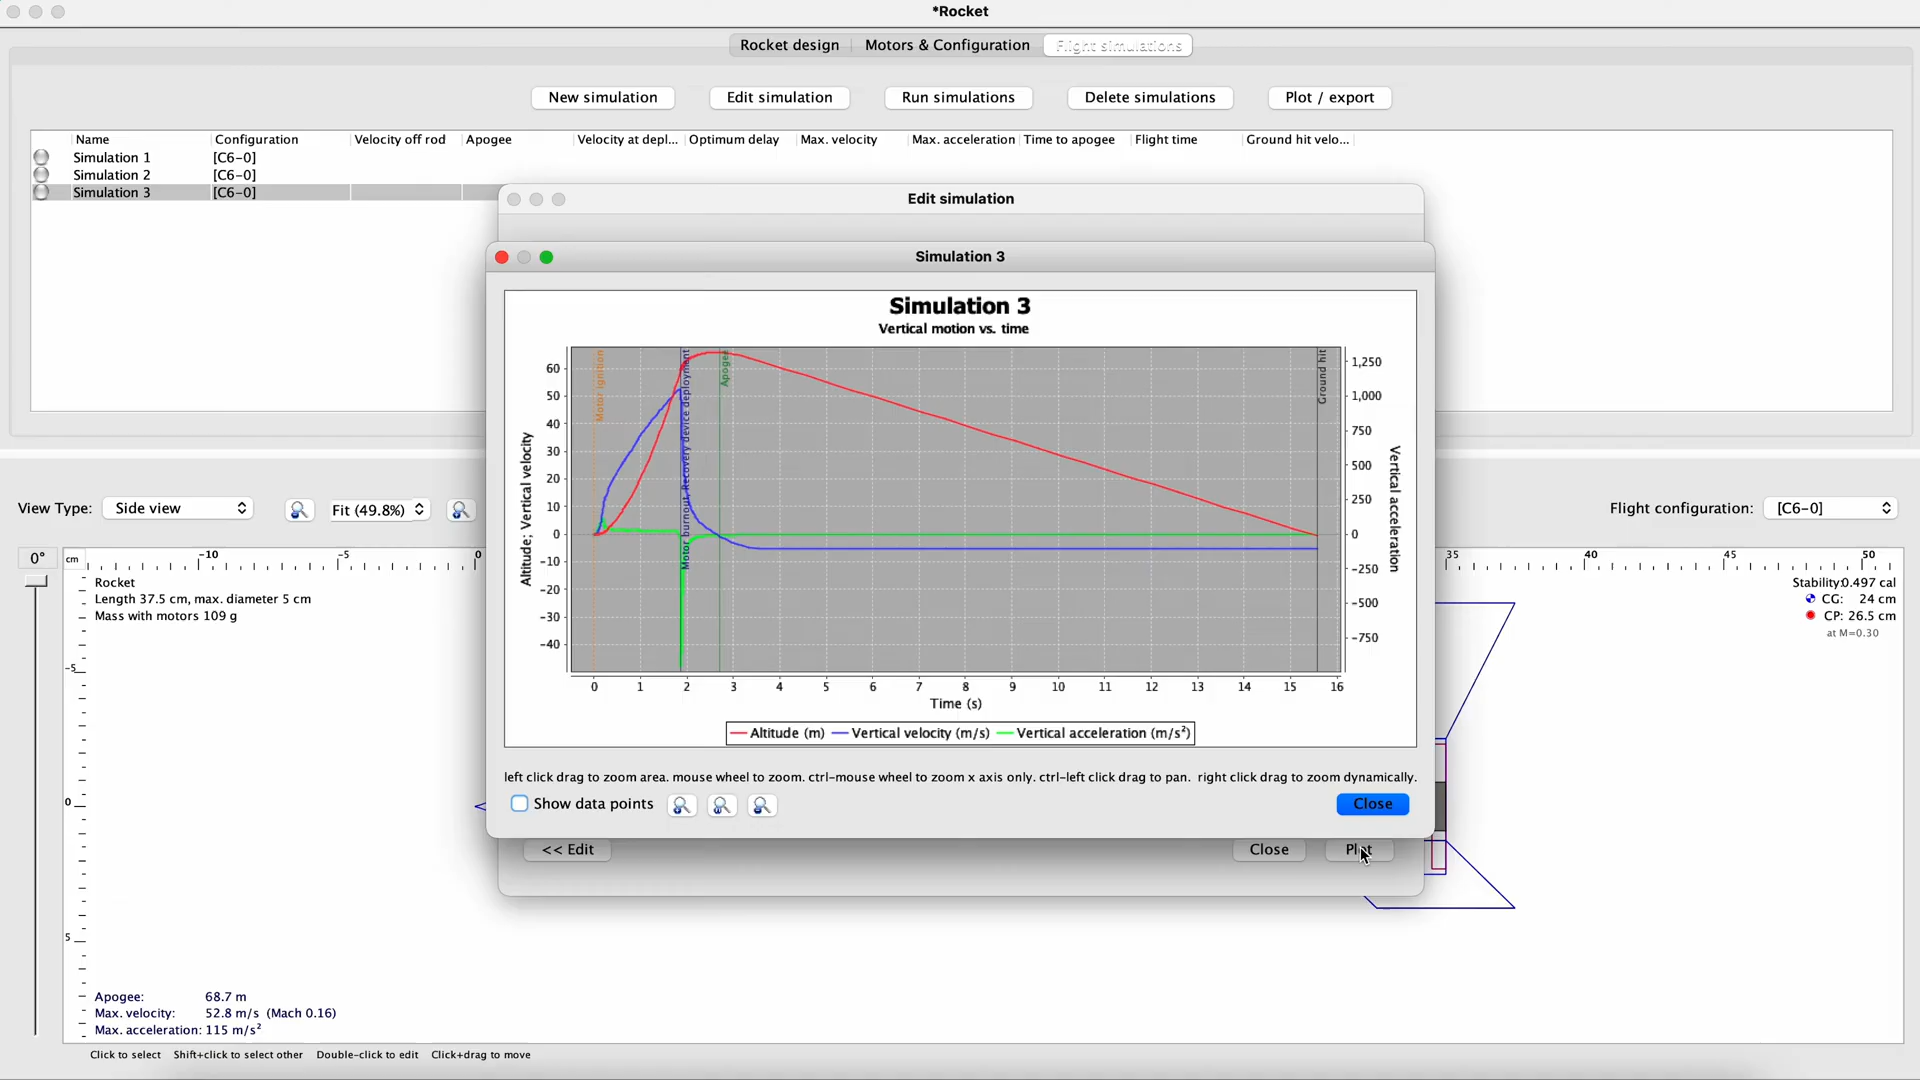 *Rocket
Rocket design Motors & Configuration Flight simulations
New simulation Edit simulation Run simulations Delete simulations Plot / export
Name Configuration Velocity off rod Apogee Velocity at depl... Optimum delay Max. velocity Max. acceleration Time to apogee Flight time Ground hit velo...
Simulation 1 [C6-0]
Simulation 2 [C6-0]
Simulation 3 [C6-0]
Edit simulation
Simulation 3
Simulation 3
Vertical motion vs. time
Altitude; Vertical velocity
60
50
40
30
20
10
0
-10
-20
-30
-40
Motor ignition
Motor burnout, Recovery device deployment
Apogee
Ground hit
1,250
1,000
750
500
250
0
-250
-500
-750
Vertical acceleration
0 1 2 3 4 5 6 7 8 9 10 11 12 13 14 15 16
Time (s)
Altitude (m) Vertical velocity (m/s) Vertical acceleration (m/s²)
left click drag to zoom area. mouse wheel to zoom. ctrl-mouse wheel to zoom x axis only. ctrl-left click drag to pan. right click drag to zoom dynamically.
Show data points Close
<< Edit Close Plot
View Type: Side view Fit (49.8%) Flight configuration: [C6-0]
0° cm -10 -5 0 35 40 45 50
-5
0
5
Rocket
Length 37.5 cm, max. diameter 5 cm
Mass with motors 109 g
Stability:0.497 cal
CG: 24 cm
CP: 26.5 cm
at M=0.30
Apogee: 68.7 m
Max. velocity: 52.8 m/s (Mach 0.16)
Max. acceleration: 115 m/s²
Click to select Shift+click to select other Double-click to edit Click+drag to move